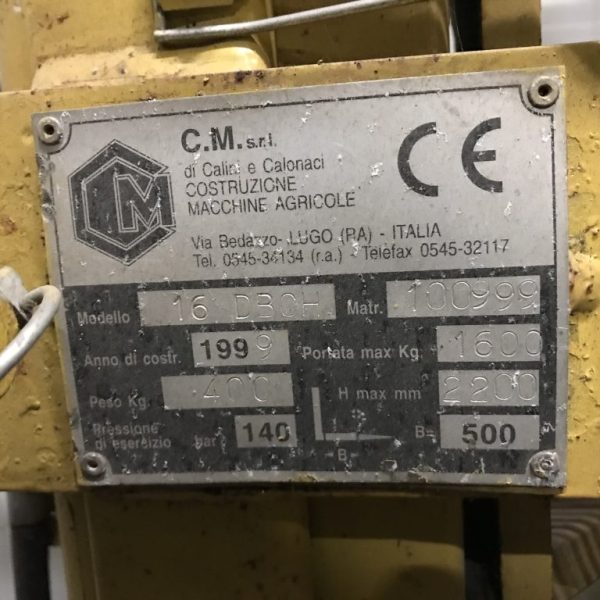 CM
C.M. s.r.l.
di Calini e Calonaci
COSTRUZIONE
MACCHINE AGRICOLE
CE
Via Bedazzo - LUGO (RA) - ITALIA
Tel. 0545-34134 (r.a.) - Telefax 0545-32117
Modello 16 DBCH Matr. 100999
Anno di costr. 1999 Portata max Kg. 1600
Peso Kg. 400 H max mm 2200
Pressione di esercizio bar 140 B= 500
-B-